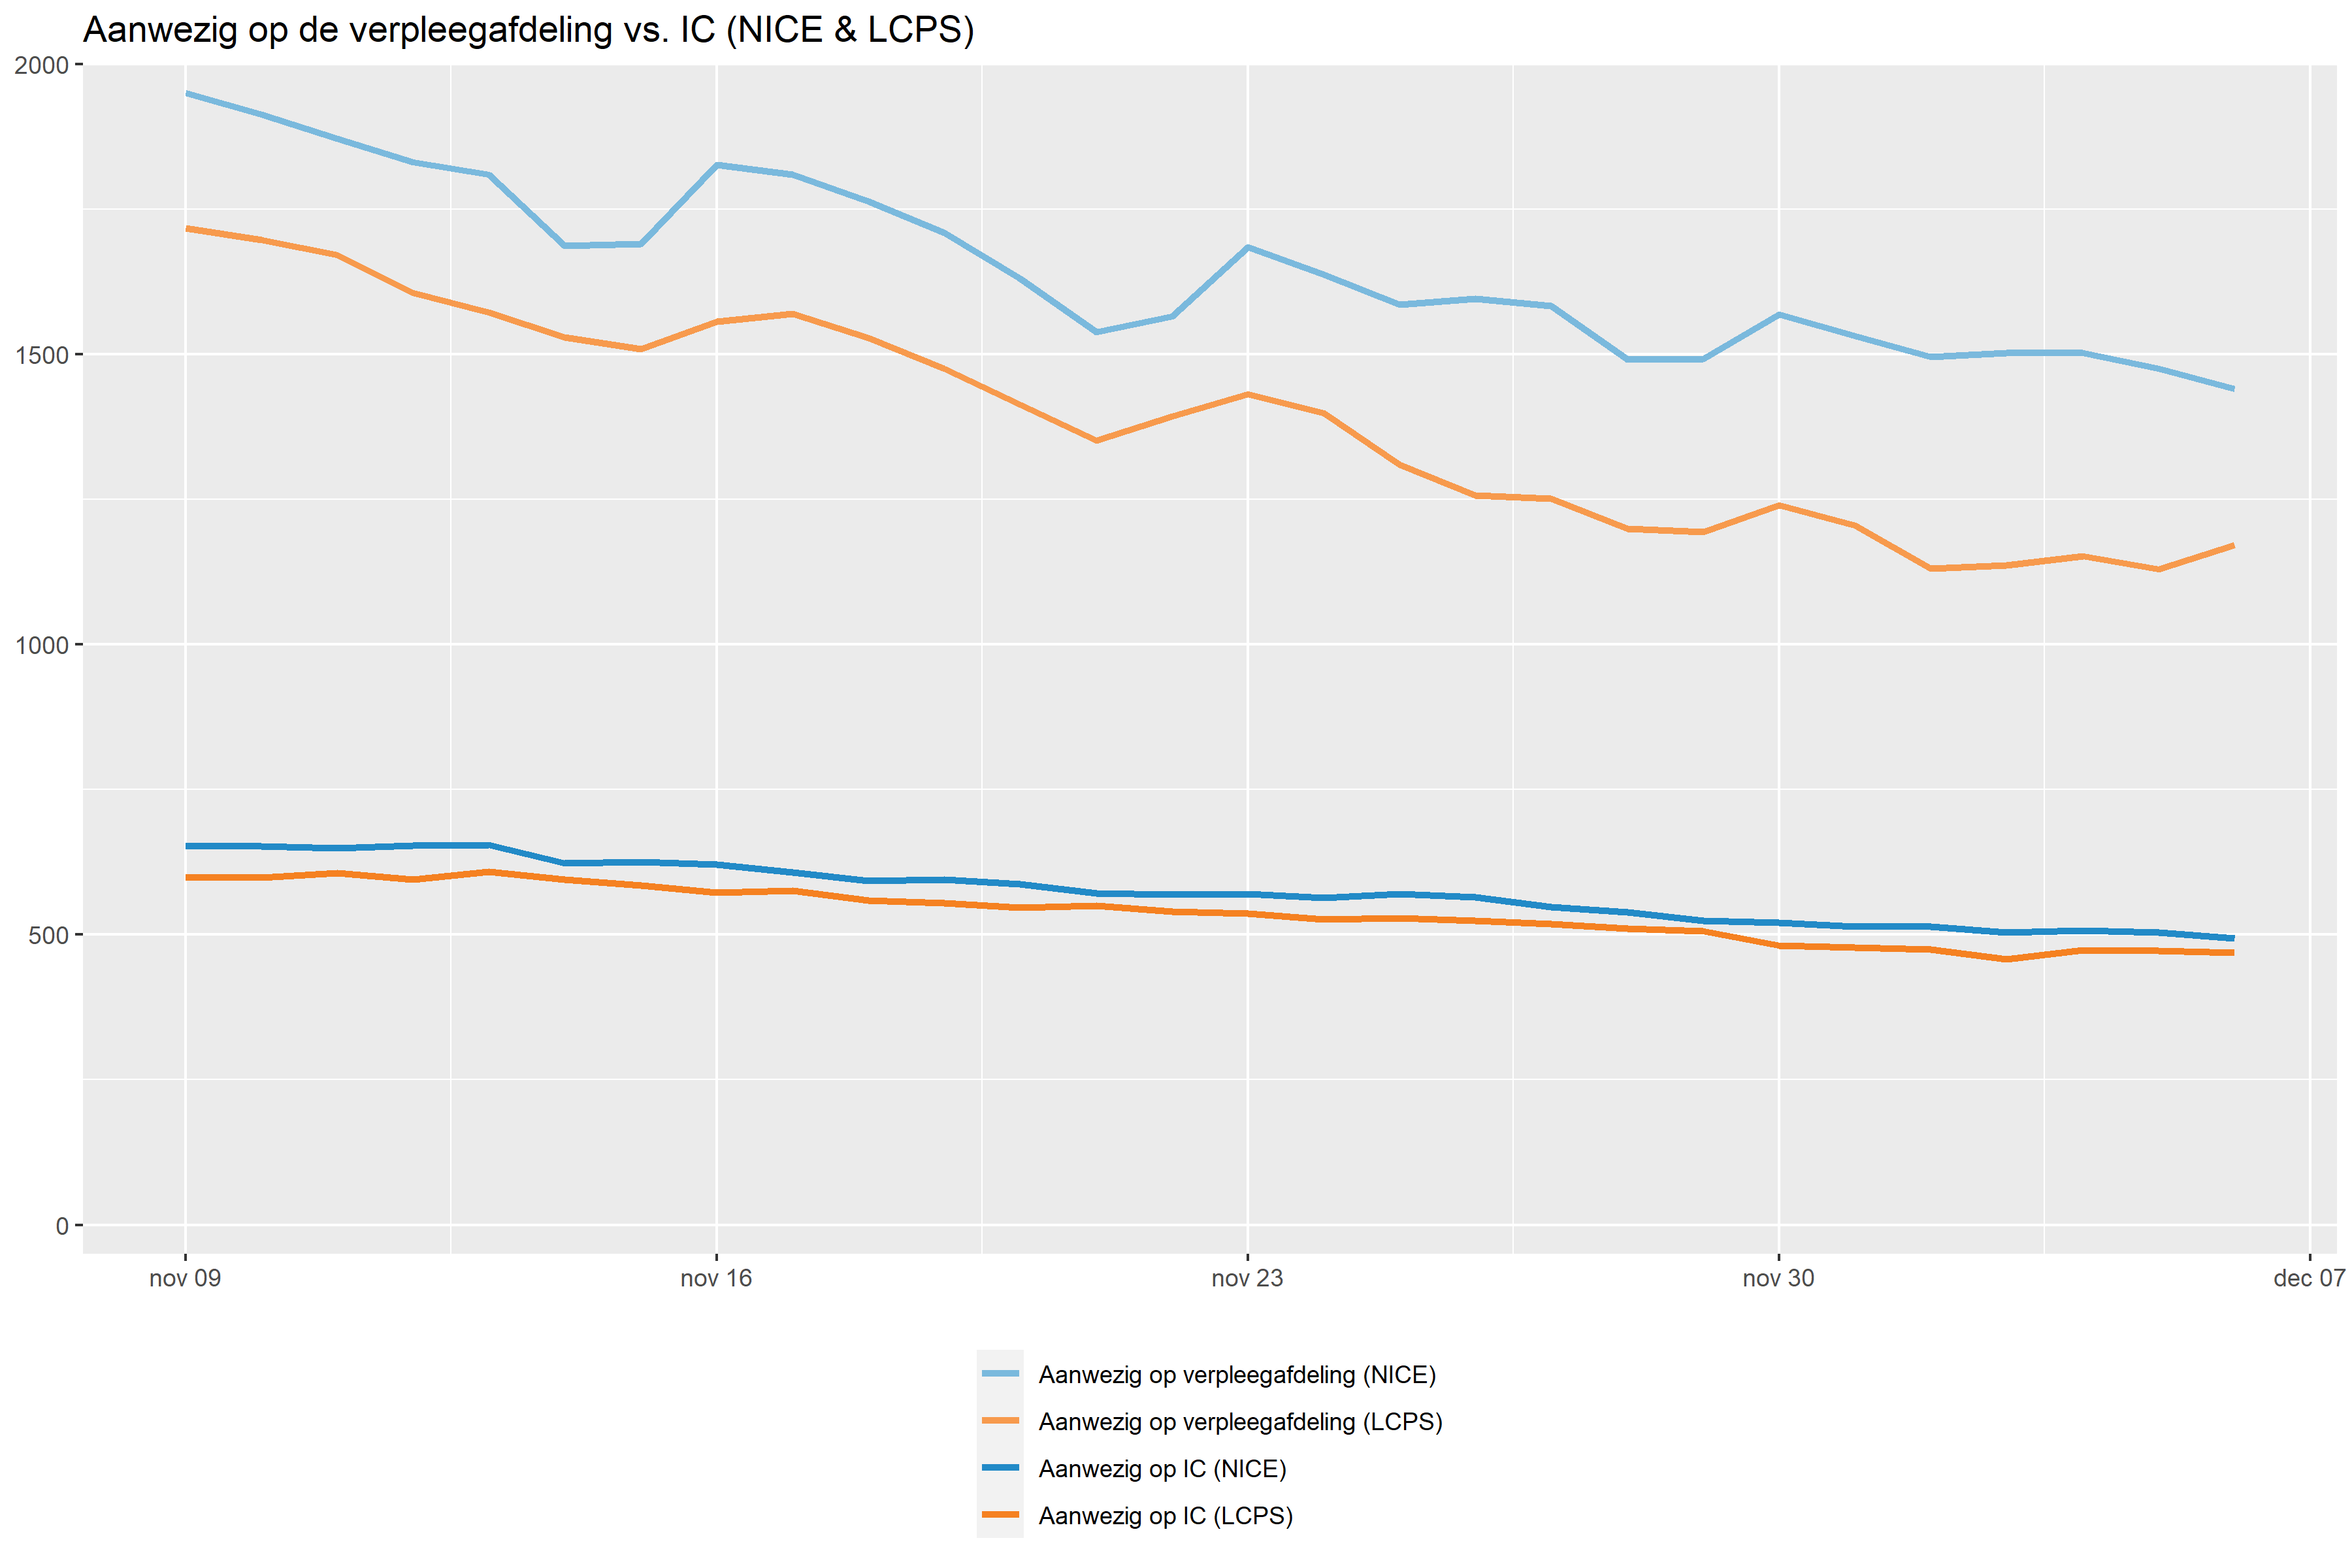 Aanwezig op de verpleegafdeling vs. IC (NICE & LCPS)
2000
1500
1000
500
0
nov 09
nov 16
nov 23
nov 30
dec 07
Aanwezig op verpleegafdeling (NICE)
Aanwezig op verpleegafdeling (LCPS)
Aanwezig op IC (NICE)
Aanwezig op IC (LCPS)